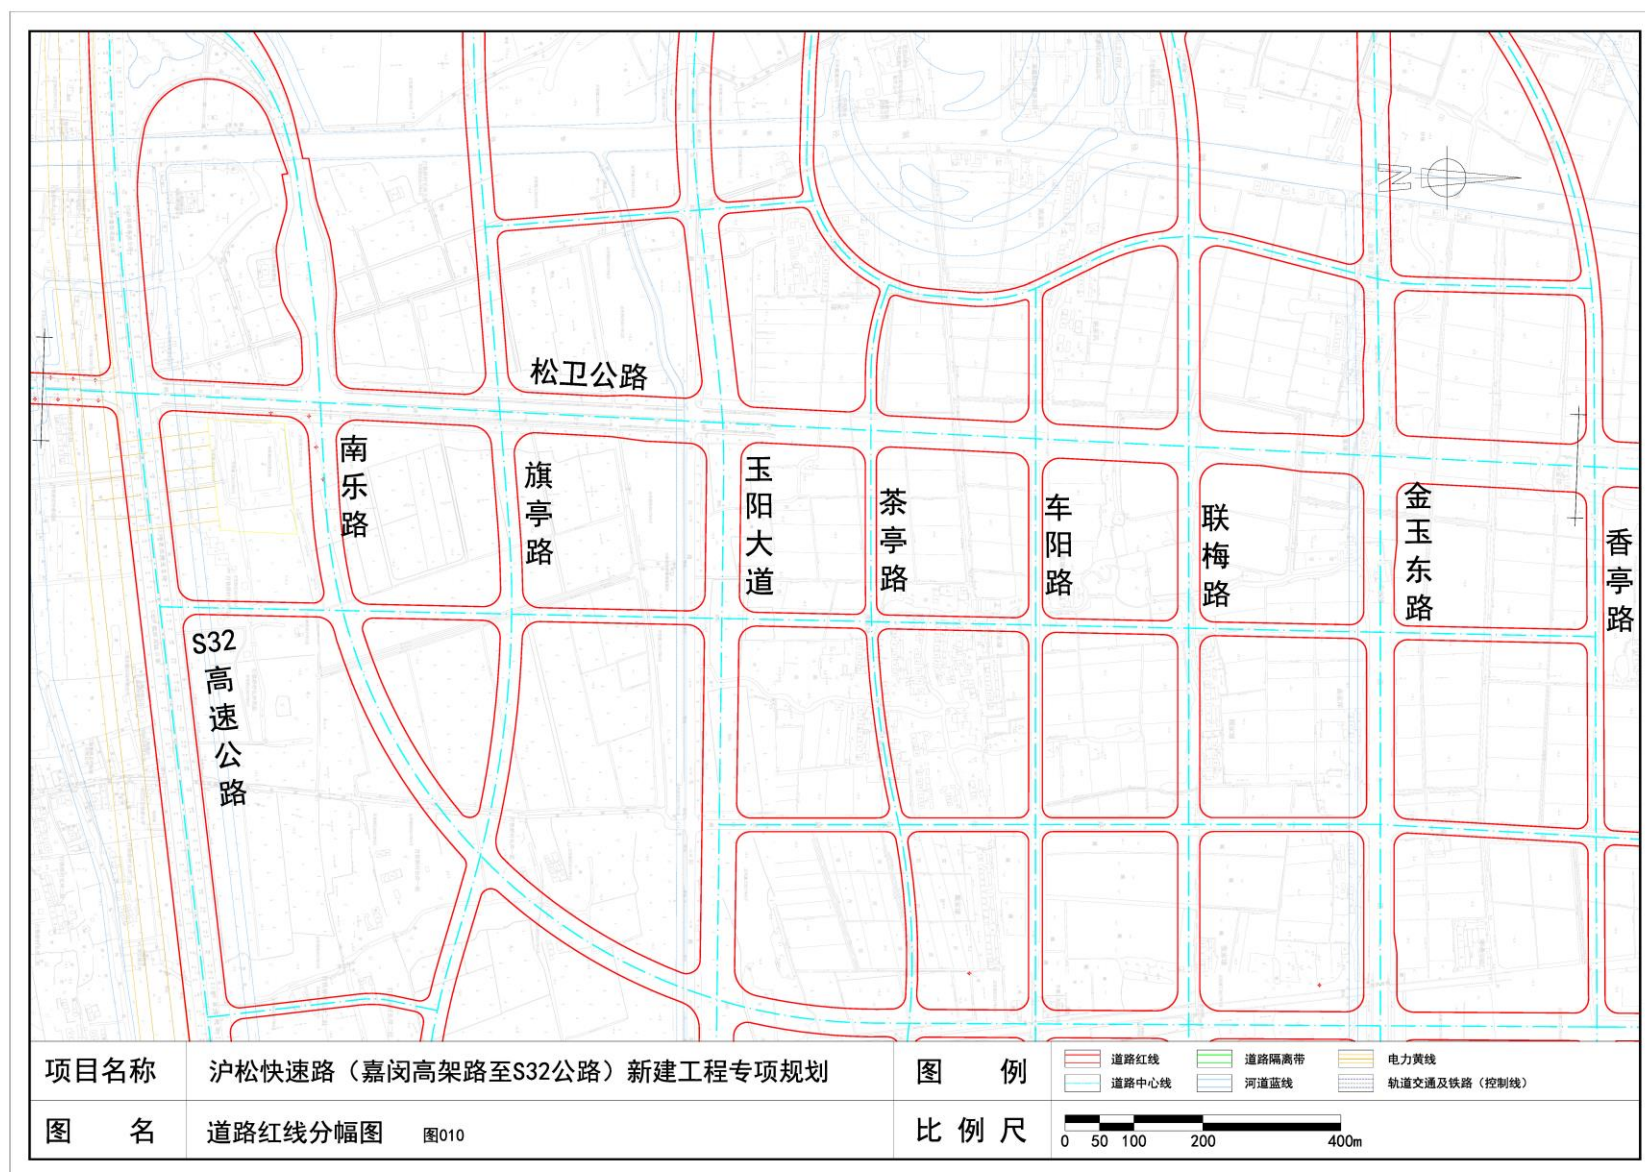 N
松卫公路
南乐路
旗亭路
玉阳大道
茶亭路
车阳路
联梅路
金玉东路
香亭路
S32高速公路
项目名称
沪松快速路（嘉闵高架路至S32公路）新建工程专项规划
图 例
道路红线
道路隔离带
电力黄线
道路中心线
河道蓝线
轨道交通及铁路（控制线）
图 名
道路红线分幅图 图010
比例尺
0 50 100 200 400m